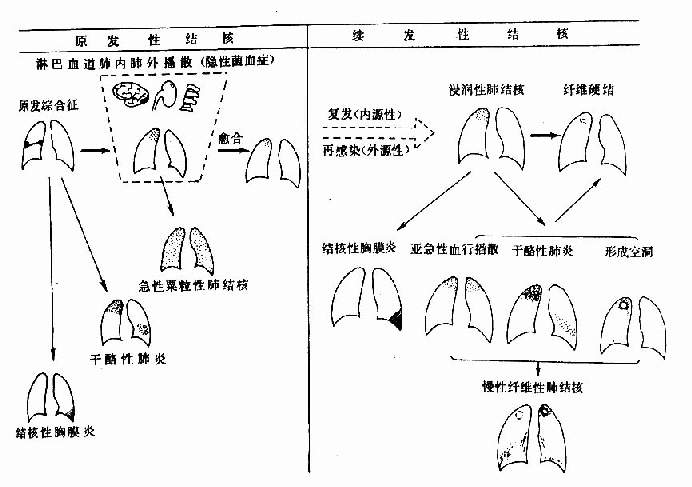 原发性结核
淋巴血道肺内肺外播散(隐性菌血症)
原发综合征
愈合
急性粟粒性肺结核
干酪性肺炎
结核性胸膜炎
续发性结核
浸润性肺结核
纤维硬结
复发(内源性)
再感染(外源性)
结核性胸膜炎
亚急性血行播散
干酪性肺炎
形成空洞
慢性纤维性肺结核